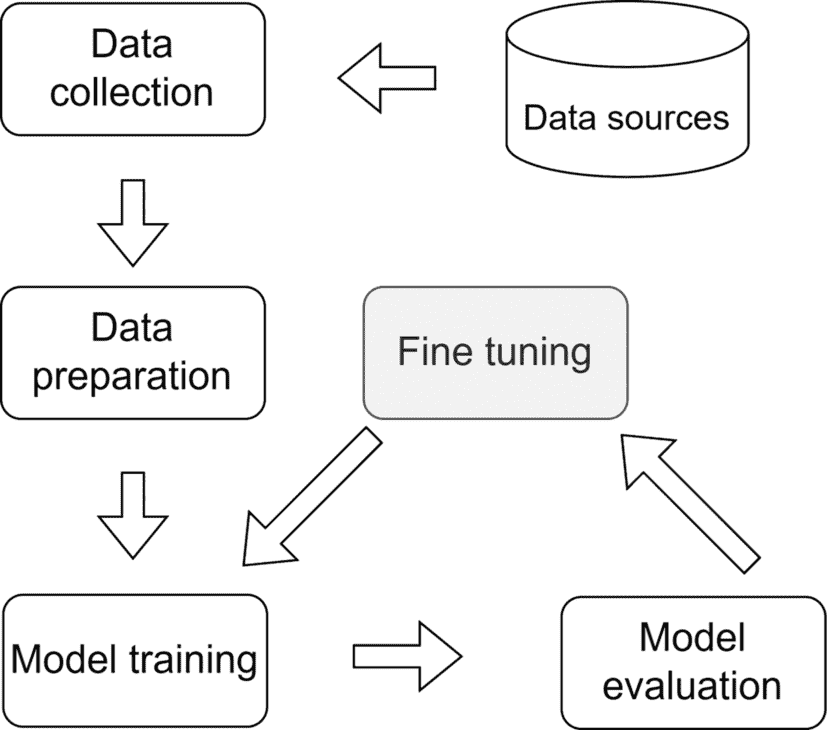 Data
collection
Data sources
Data
preparation
Fine tuning
Model training
Model
evaluation